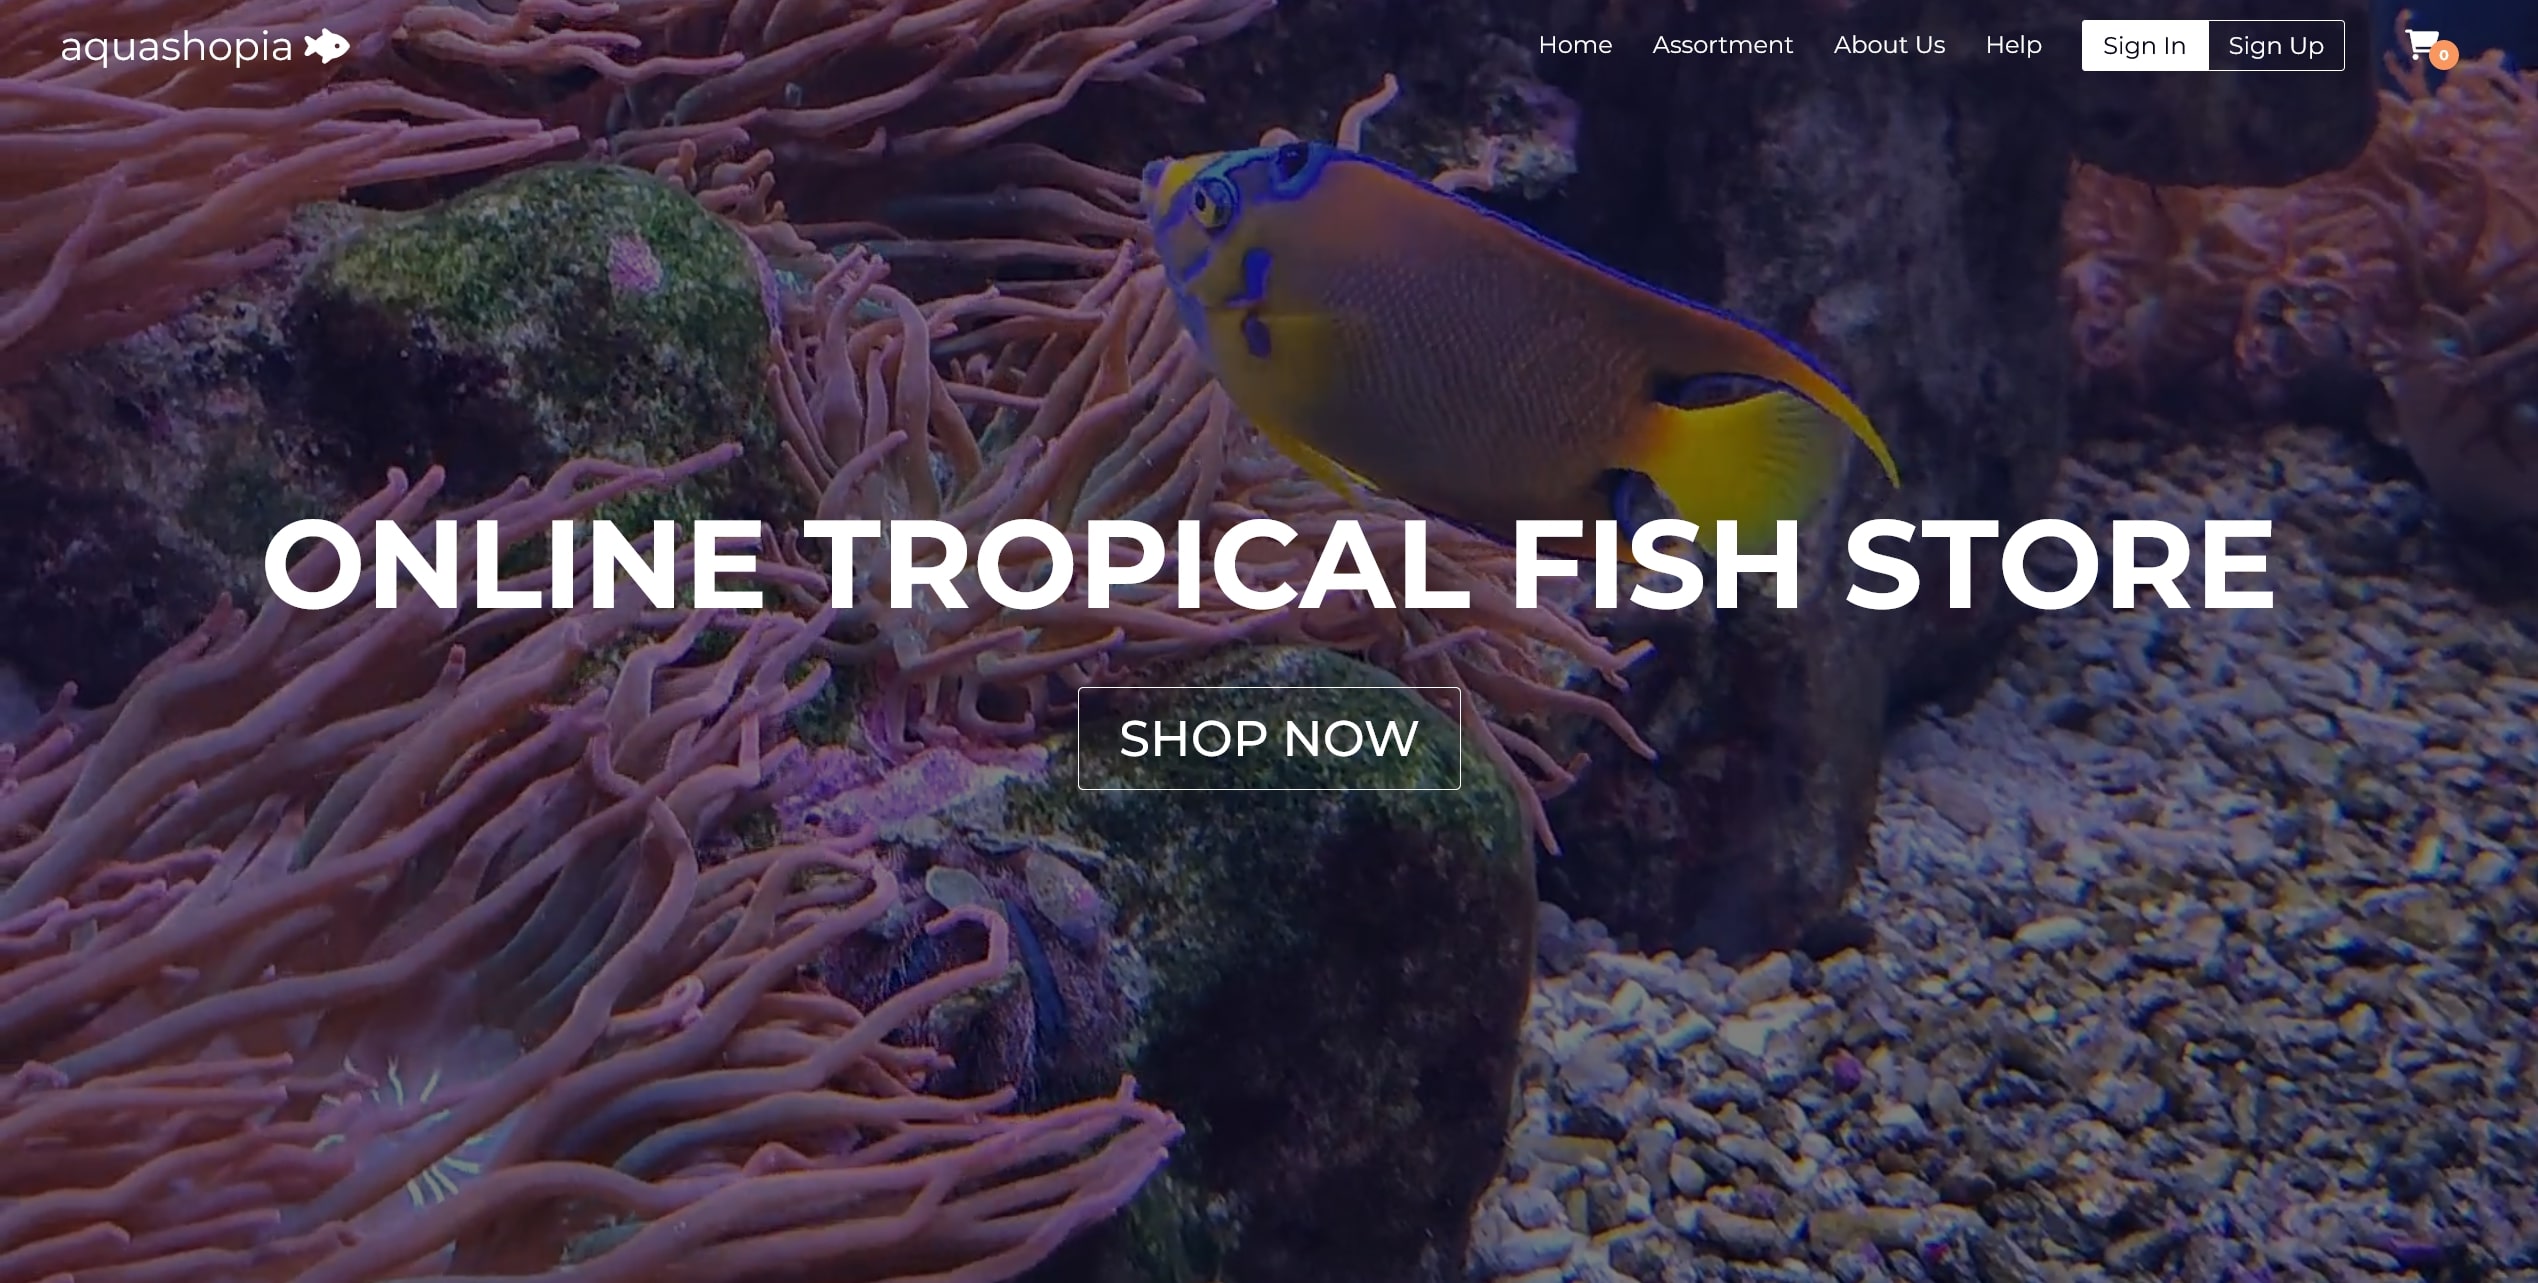 aquashopia
Home Assortment About Us Help Sign In Sign Up 0
ONLINE TROPICAL FISH STORE
SHOP NOW